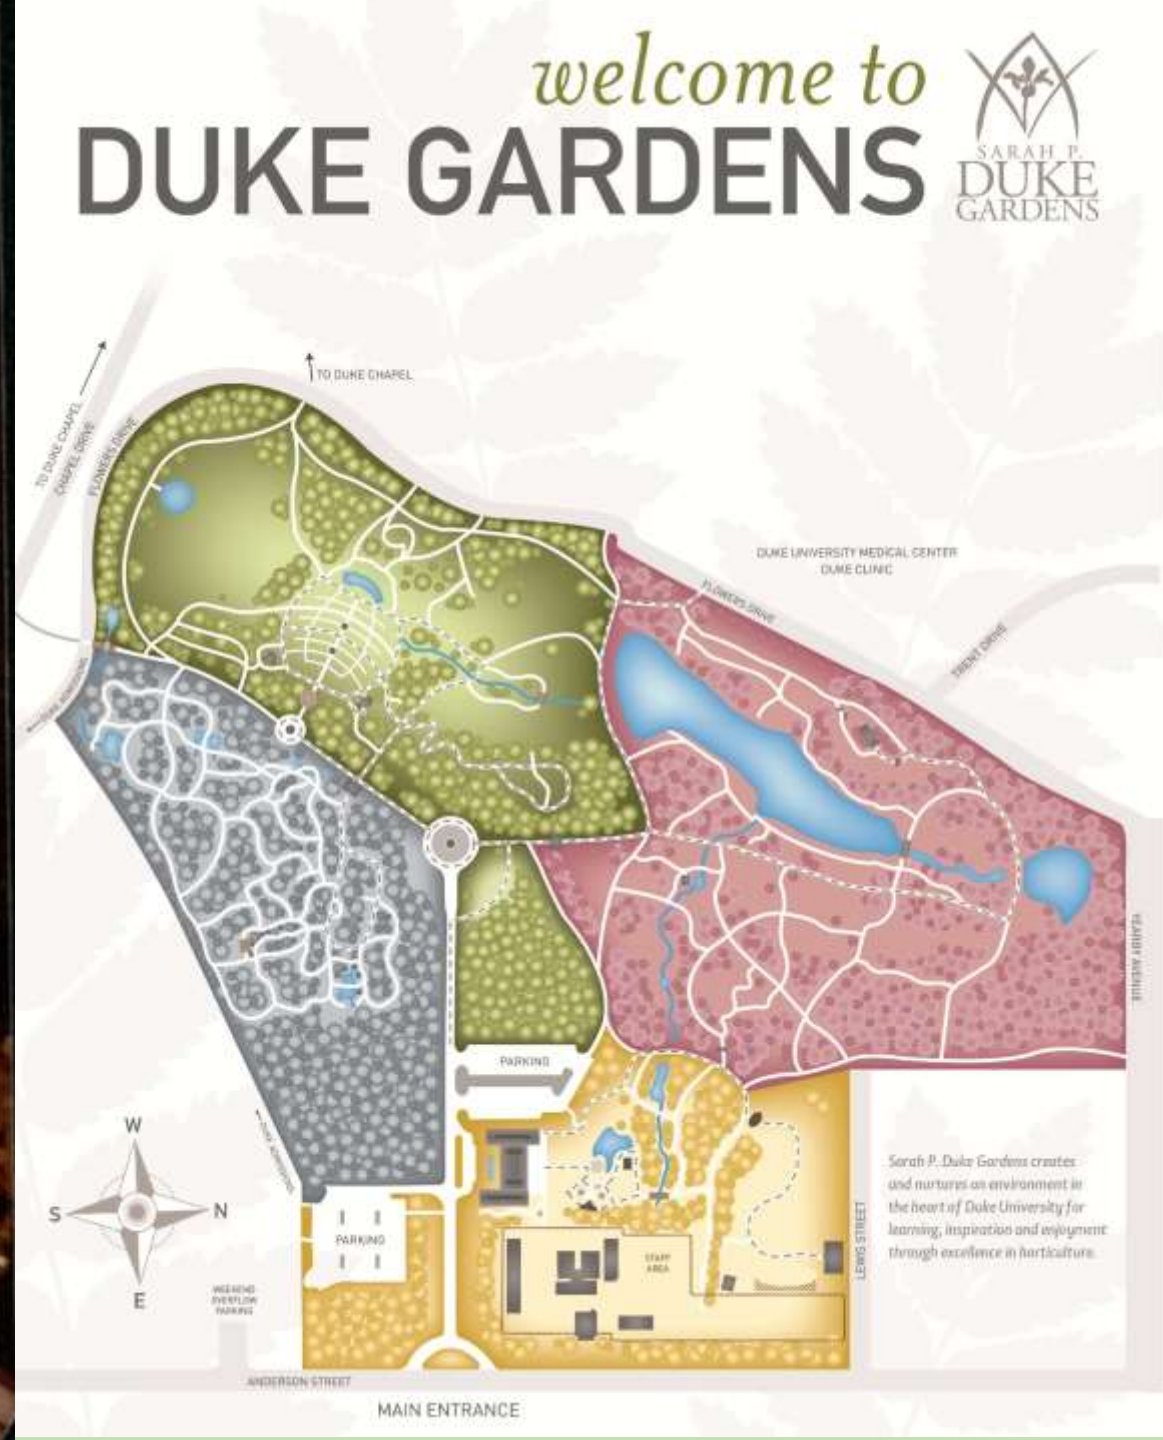 welcome to
DUKE GARDENS
SARAH P.
DUKE
GARDENS
TO DUKE CHAPEL
TO DUKE CHAPEL
CHAPEL DRIVE
FLOWERS DRIVE
DUKE UNIVERSITY MEDICAL CENTER
DUKE CLINIC
FLOWERS DRIVE
TRENT DRIVE
YEARBY AVENUE
PARKING
W
S
N
E
PARKING
WEEKEND
OVERFLOW
PARKING
STAFF
AREA
LEWIS STREET
Sarah P. Duke Gardens creates
and nurtures an environment in
the heart of Duke University for
learning, inspiration and enjoyment
through excellence in horticulture.
ANDERSON STREET
MAIN ENTRANCE